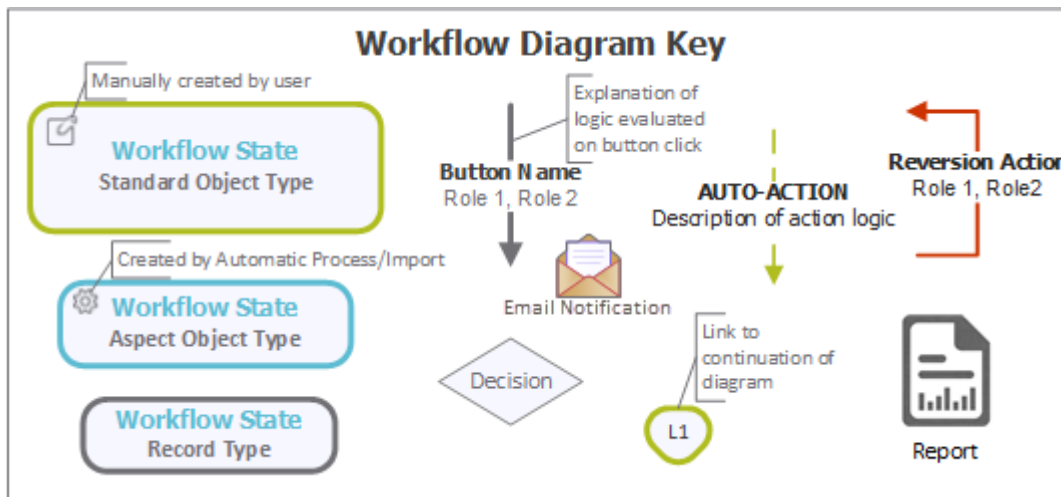 Workflow Diagram Key
Manually created by user
Workflow State
Standard Object Type
Created by Automatic Process/Import
Workflow State
Aspect Object Type
Workflow State
Record Type
Explanation of
logic evaluated
on button click
Button Name
Role 1, Role 2
Email Notification
Decision
AUTO-ACTION
Description of action logic
Link to
continuation of
diagram
L1
Reversion Action
Role 1, Role2
Report